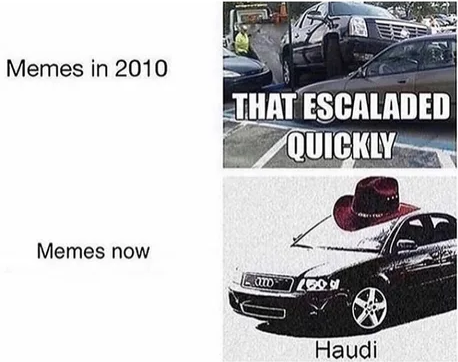 Memes in 2010
THAT ESCALADED
QUICKLY
Memes now
Haudi